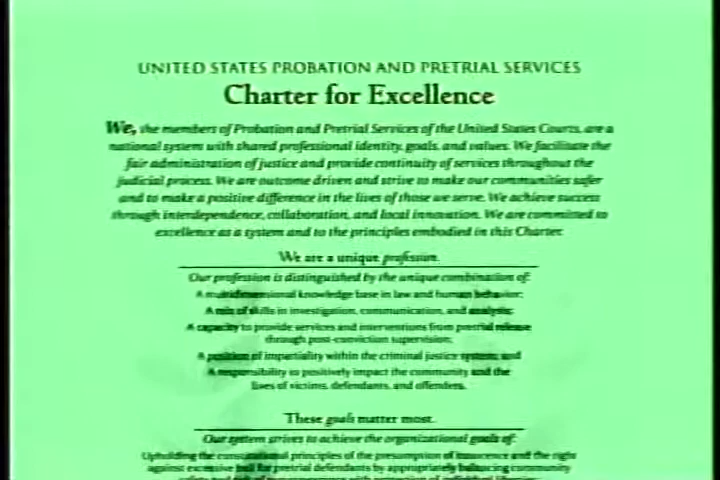 UNITED STATES PROBATION AND PRETRIAL SERVICES
Charter for Excellence
We, the members of Probation and Pretrial Services of the United States Courts, are a
national system with shared professional identity, goals, and values. We facilitate the
fair administration of justice and provide continuity of services throughout the
judicial process. We are outcome driven and strive to make our communities safer
and to make a positive difference in the lives of those we serve. We achieve success
through interdependence, collaboration, and local innovation. We are committed to
excellence as a system and to the principles embodied in this Charter.
We are a unique profession.
Our profession is distinguished by the unique combination of:
A multidimensional knowledge base in law and human behavior;
A mix of skills in investigation, communication, and analysis;
A capacity to provide services and interventions from pretrial release
through post-conviction supervision;
A position of impartiality within the criminal justice system; and
A responsibility to positively impact the community and the
lives of victims, defendants, and offenders.
These goals matter most.
Our system strives to achieve the organizational goals of:
Upholding the constitutional principles of the presumption of innocence and the right
against excessive bail for pretrial defendants by appropriately balancing community